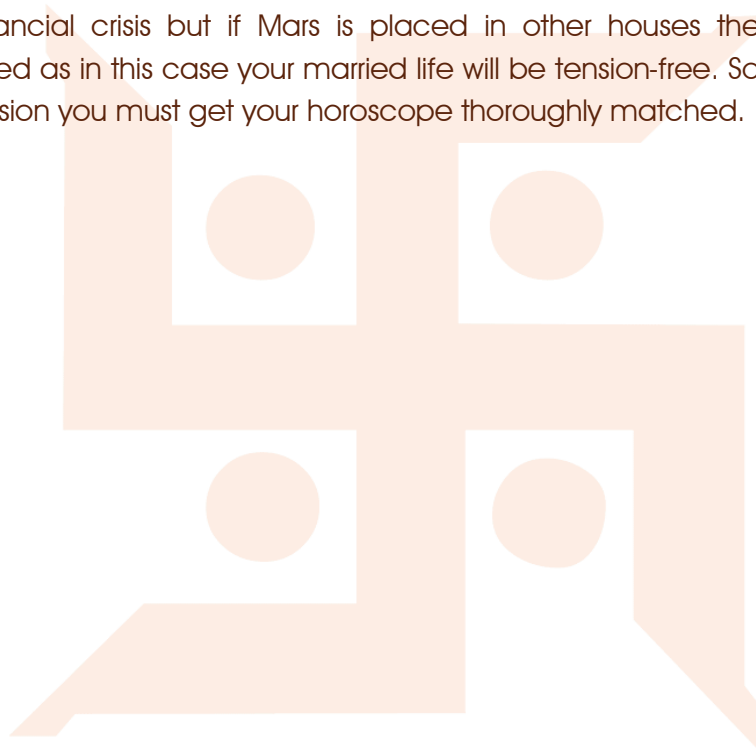 ancial crisis but if Mars is placed in other houses the
ed as in this case your married life will be tension-free. So
sion you must get your horoscope thoroughly matched.